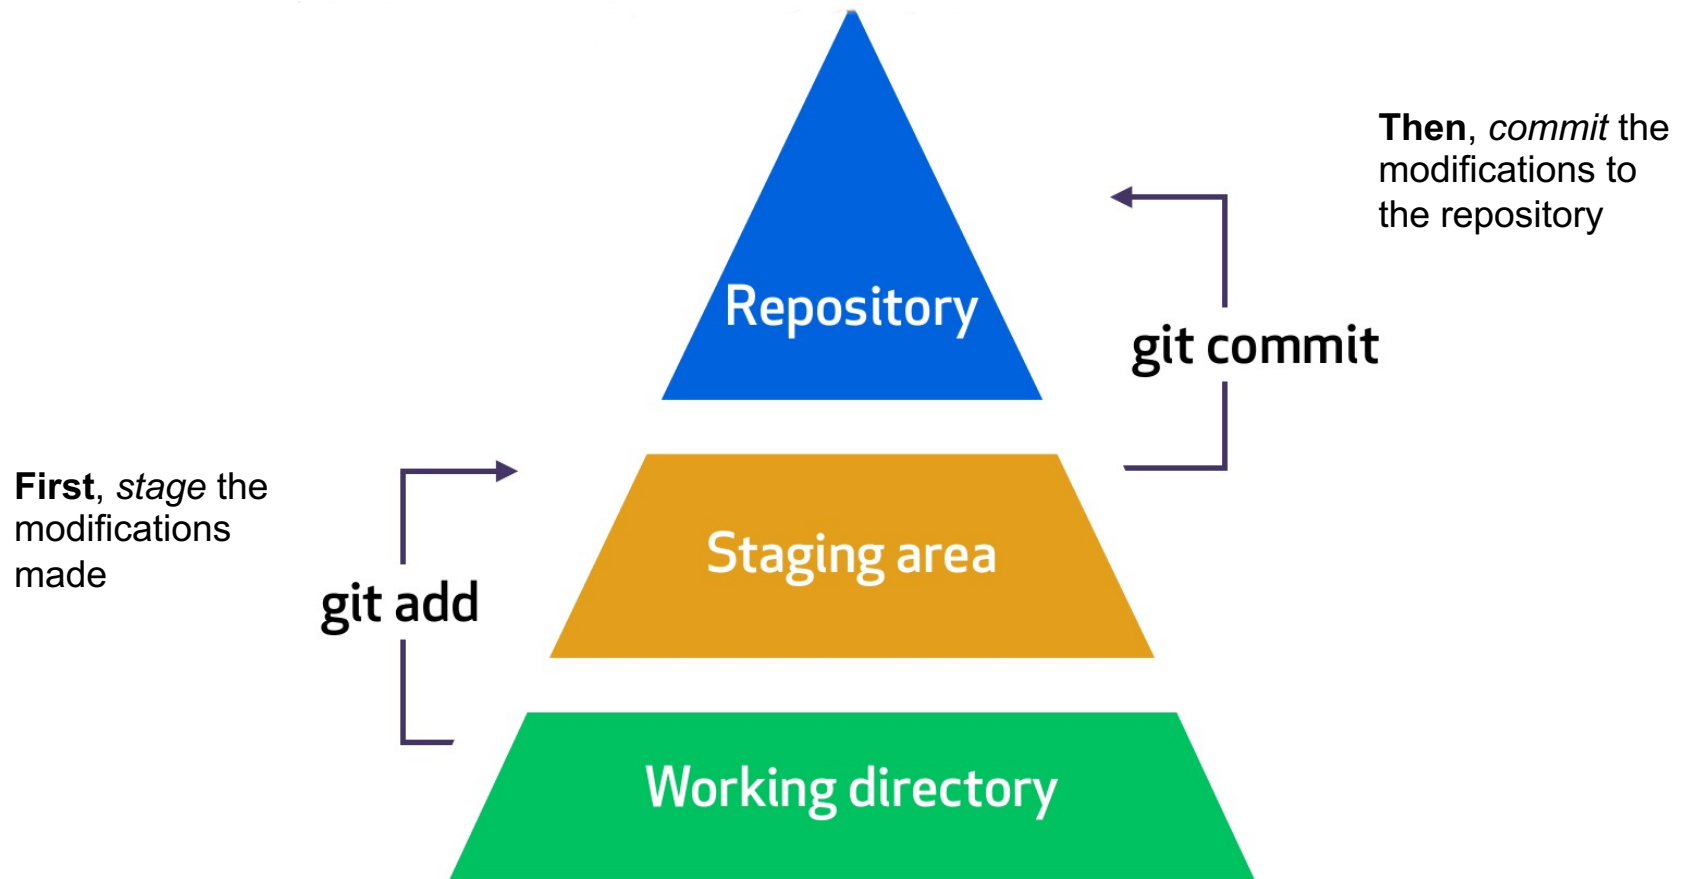 Then, commit the
modifications to
the repository
Repository
git commit
First, stage the
modifications
made
Staging area
git add
Working directory